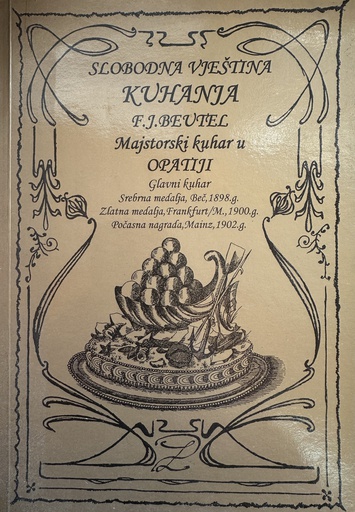 SLOBODNA VJEŠTINA
KUHANJA
F.J.BEUTEL
Majstorski kuhar u
OPATIJI
Glavni kuhar
Srebrna medalja, Beč,1898.g.
Zlatna medalja,Frankfurt/M.,1900.g.
Počasna nagrada,Mainz,1902.g.
Z